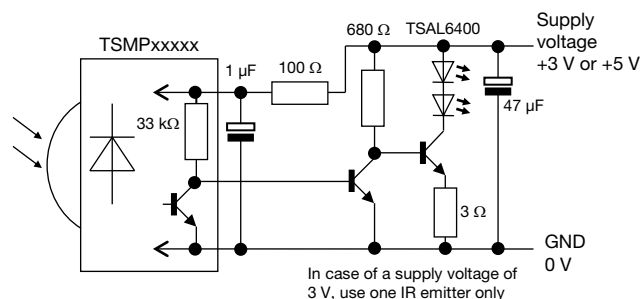 TSMPxxxxx
680 Ω
TSAL6400
Supply
voltage
+3 V or +5 V
1 µF
100 Ω
33 kΩ
47 µF
3 Ω
GND
0 V
In case of a supply voltage of
3 V, use one IR emitter only